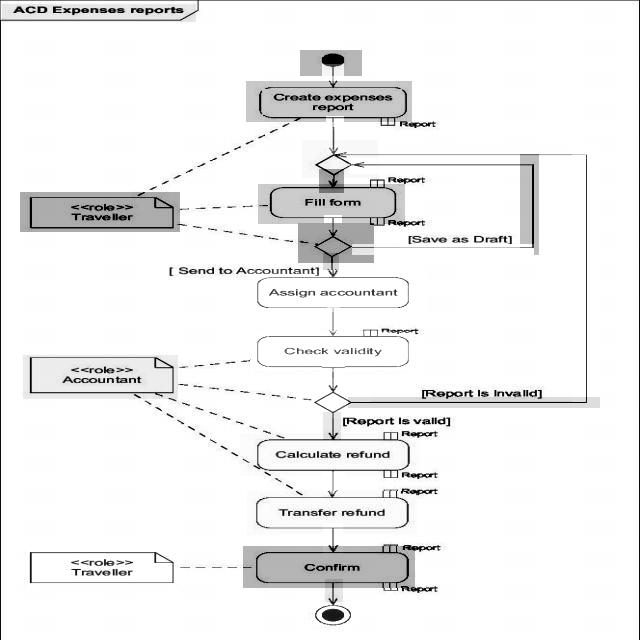 ACD Expenses reports
Create expenses
report
Report
Report
<<role>>
Traveller
Fill form
Report
[Save as Draft]
[ Send to Accountant]
Assign accountant
Report
Check validity
<<role>>
Accountant
[Report is invalid]
[Report is valid]
Report
Calculate refund
Report
Report
Transfer refund
Report
<<role>>
Traveller
Confirm
Report